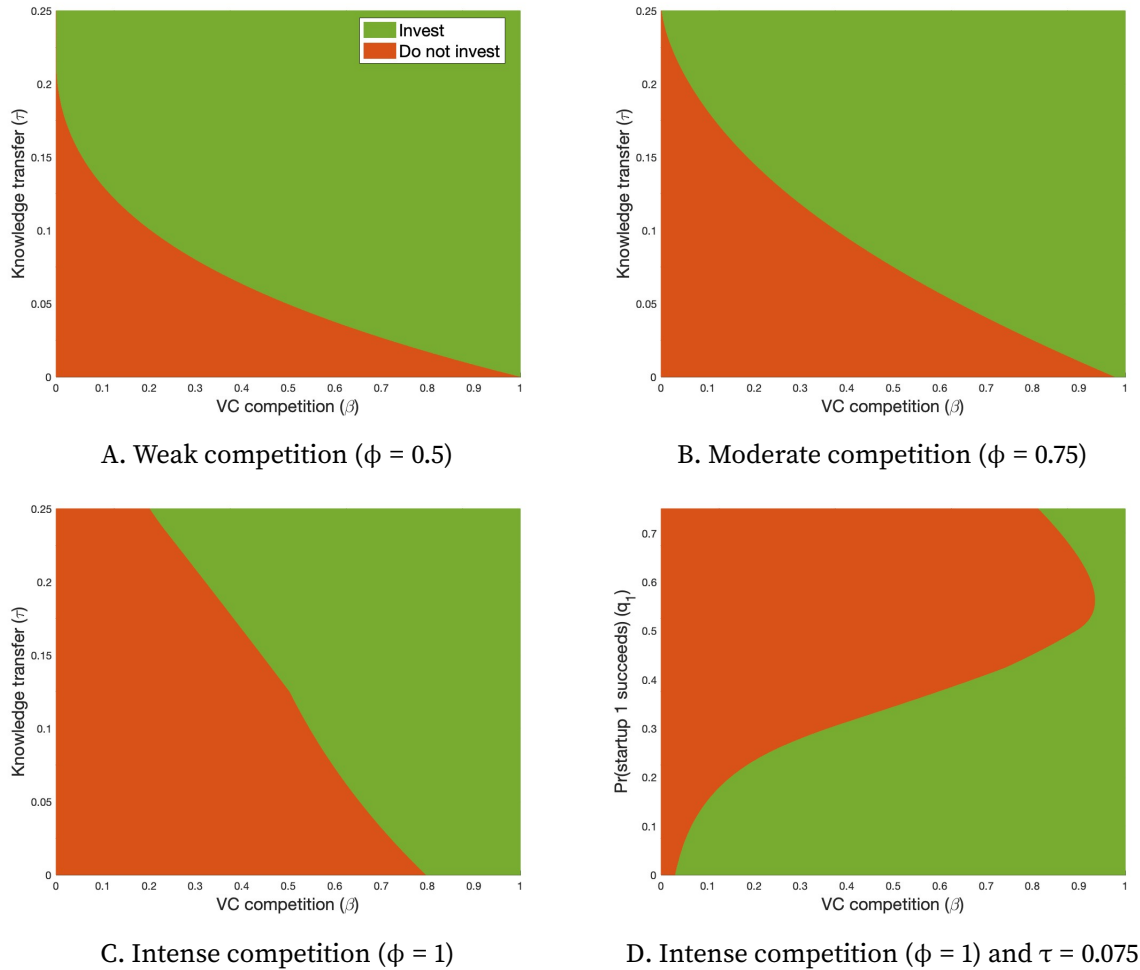 0.25
0.2
0.15
0.1
0.05
0
Knowledge transfer (τ)
Invest
Do not invest
0 0.1 0.2 0.3 0.4 0.5 0.6 0.7 0.8 0.9 1
VC competition (β)
A. Weak competition (ϕ = 0.5)
0.25
0.2
0.15
0.1
0.05
0
Knowledge transfer (τ)
0 0.1 0.2 0.3 0.4 0.5 0.6 0.7 0.8 0.9 1
VC competition (β)
B. Moderate competition (ϕ = 0.75)
0.25
0.2
0.15
0.1
0.05
0
Knowledge transfer (τ)
0 0.1 0.2 0.3 0.4 0.5 0.6 0.7 0.8 0.9 1
VC competition (β)
C. Intense competition (ϕ = 1)
0.7
0.6
0.5
0.4
0.3
0.2
0.1
0
Pr(startup 1 succeeds) (q₁)
0 0.1 0.2 0.3 0.4 0.5 0.6 0.7 0.8 0.9 1
VC competition (β)
D. Intense competition (ϕ = 1) and τ = 0.075